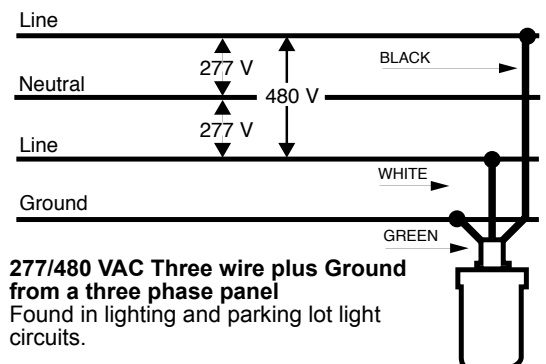 Line
BLACK
277 V
Neutral
480 V
277 V
Line
WHITE
Ground
GREEN
277/480 VAC Three wire plus Ground
from a three phase panel
Found in lighting and parking lot light
circuits.